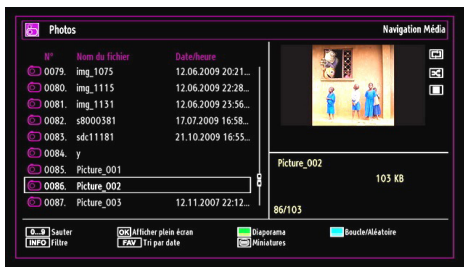 Photos Navigation Média
N° Nom du fichier Date/heure
0079. img_1075 12.06.2009 20:21...
0080. img_1115 12.06.2009 22:28...
0081. img_1131 12.06.2009 23:56...
0082. s8000381 17.07.2009 16:58...
0083. sdc11181 21.10.2009 16:55...
0084. y
0085. Picture_001
0086. Picture_002
0087. Picture_003 12.11.2007 22:12...
Picture_002
103 KB
86/103
0...9 Sauter OK Afficher plein écran Diaporama Boucle/Aléatoire
INFO Filtre FAV Tri par date Miniatures